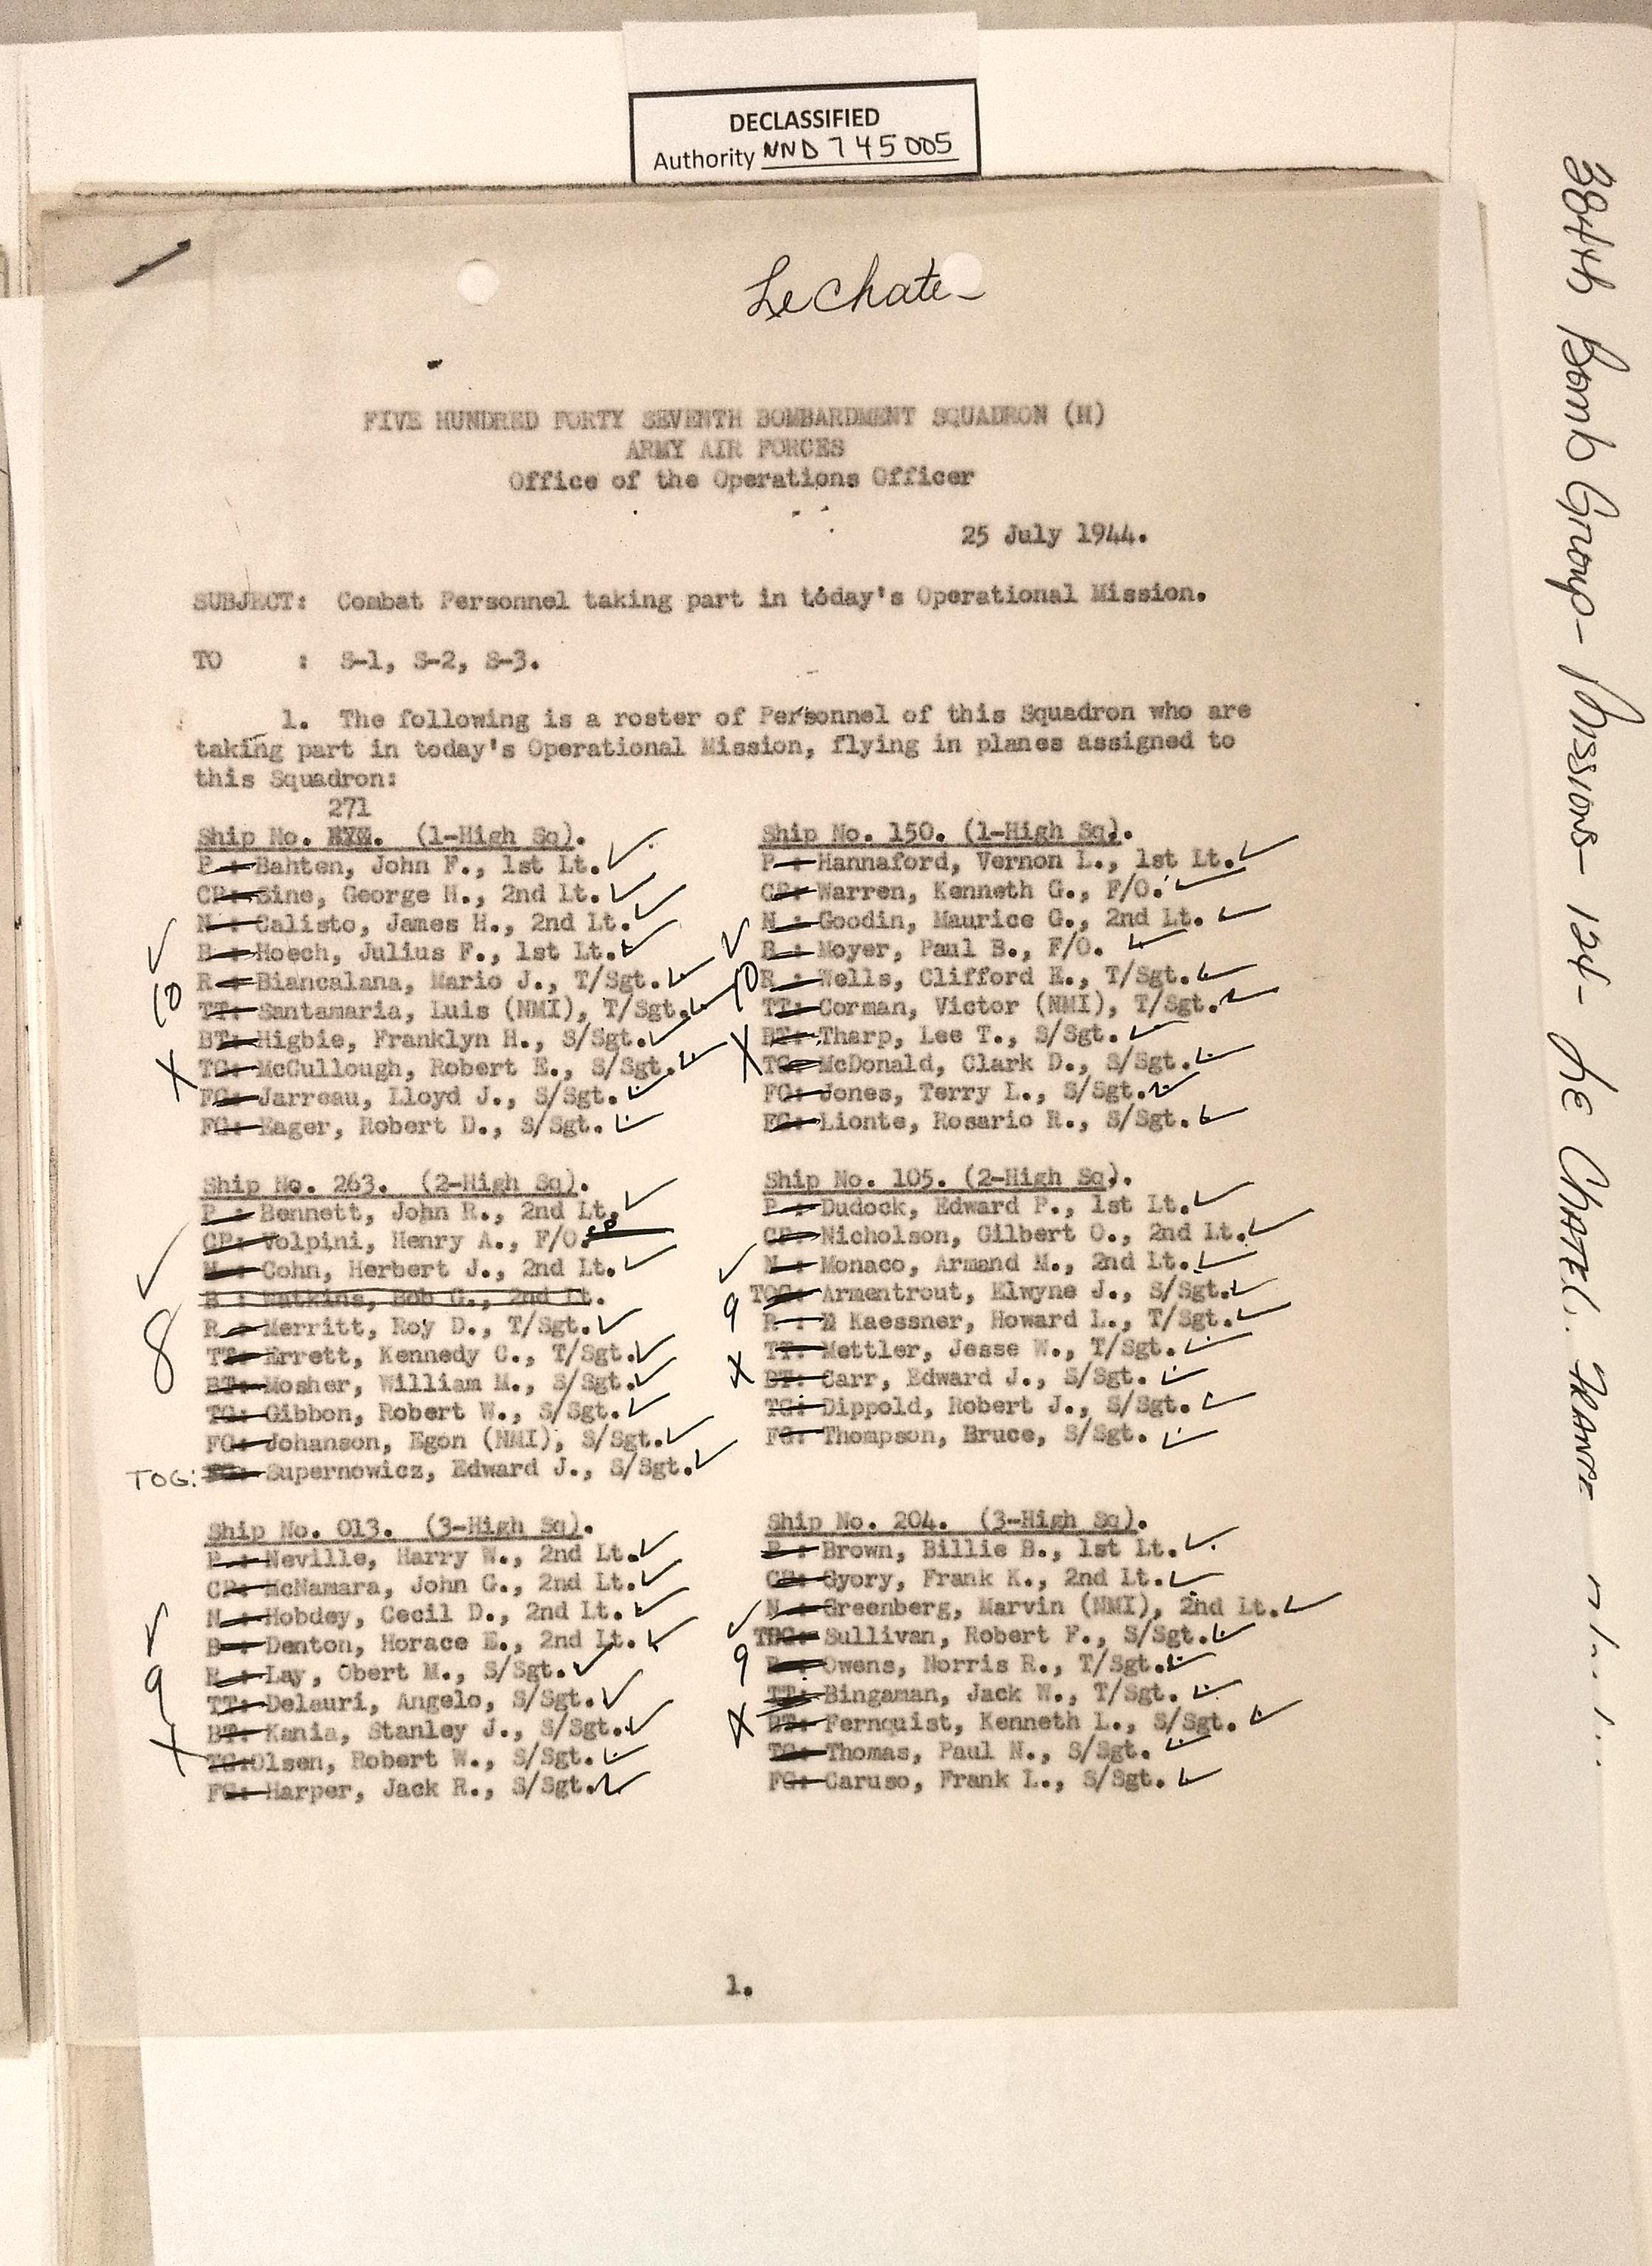 DECLASSIFIED
Authority NND 745005
Le Chate
FIVE HUNDRED FORTY SEVENTH BOMBARDMENT SQUADRON (H)
ARMY AIR FORCES
Office of the Operations Officer
25 July 1944.
SUBJECT: Combat Personnel taking part in today's Operational Mission.
TO : S-1, S-2, S-3.
1. The following is a roster of Personnel of this Squadron who are
taking part in today's Operational Mission, flying in planes assigned to
this Squadron:
271
Ship No. (1-High Sq).
P : Bahten, John F., 1st Lt.
CP: Sine, George H., 2nd Lt.
N : Calisto, James H., 2nd Lt.
B : Hoech, Julius F., 1st Lt.
R : Biancalana, Mario J., T/Sgt.
10
TT: Santamaria, Luis (NMI), T/Sgt.
BT: Higbie, Franklyn H., S/Sgt.
X
TG: McCullough, Robert E., S/Sgt.
FG: Jarreau, Lloyd J., S/Sgt.
FG: Eager, Robert D., S/Sgt.
Ship No. 150. (1-High Sq).
P : Hannaford, Vernon L., 1st Lt.
CP: Warren, Kenneth G., F/O.
N : Goodin, Maurice G., 2nd Lt.
B : Moyer, Paul B., F/O.
10
R : Wells, Clifford E., T/Sgt.
TT: Corman, Victor (NMI), T/Sgt.
BT: Tharp, Lee T., S/Sgt.
X
TG: McDonald, Clark D., S/Sgt.
FG: Jones, Terry L., S/Sgt.
FG: Lionte, Rosario R., S/Sgt.
Ship No. 263. (2-High Sq).
P : Bennett, John R., 2nd Lt.
CP: Volpini, Henry A., F/O.
N : Cohn, Herbert J., 2nd Lt.
B : Watkins, Bob G., 2nd Lt.
R : Merritt, Roy D., T/Sgt.
8
TT: Errett, Kennedy C., T/Sgt.
BT: Mosher, William M., S/Sgt.
TG: Gibbon, Robert W., S/Sgt.
FG: Johanson, Egon (NMI), S/Sgt.
TOG: FG: Supernowicz, Edward J., S/Sgt.
Ship No. 105. (2-High Sq).
P : Dudock, Edward P., 1st Lt.
CP: Nicholson, Gilbert O., 2nd Lt.
N : Monaco, Armand M., 2nd Lt.
TOG: Armentrout, Elwyne J., S/Sgt.
9
R : Kaessner, Howard L., T/Sgt.
TT: Mettler, Jesse W., T/Sgt.
X
BT: Carr, Edward J., S/Sgt.
TG: Dippold, Robert J., S/Sgt.
FG: Thompson, Bruce, S/Sgt.
Ship No. 013. (3-High Sq).
P : Neville, Harry W., 2nd Lt.
CP: McNamara, John G., 2nd Lt.
N : Hobdey, Cecil D., 2nd Lt.
B : Denton, Horace E., 2nd Lt.
R : Lay, Obert M., S/Sgt.
9
TT: Delauri, Angelo, S/Sgt.
BT: Kania, Stanley J., S/Sgt.
X
TG: Olsen, Robert W., S/Sgt.
FG: Harper, Jack R., S/Sgt.
Ship No. 204. (3-High Sq).
P : Brown, Billie B., 1st Lt.
CP: Gyory, Frank K., 2nd Lt.
N : Greenberg, Marvin (NMI), 2nd Lt.
TOG: Sullivan, Robert F., S/Sgt.
9
R : Owens, Norris R., T/Sgt.
TT: Bingaman, Jack W., T/Sgt.
X
BT: Fernquist, Kenneth L., S/Sgt.
TG: Thomas, Paul N., S/Sgt.
FG: Caruso, Frank L., S/Sgt.
1.
384th Bomb Group - Mission - 174 - Le Chatel. France